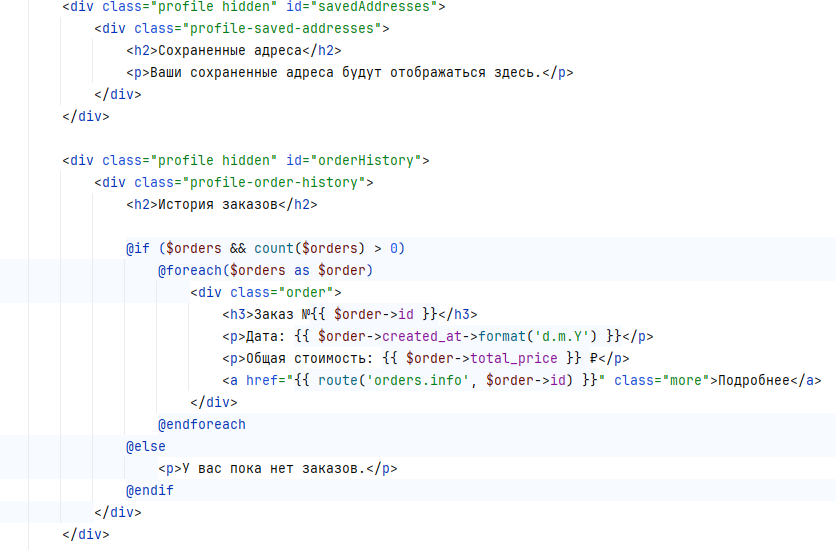 <div class="profile hidden" id="savedAddresses">
<div class="profile-saved-addresses">
<h2>Сохраненные адреса</h2>
<p>Ваши сохраненные адреса будут отображаться здесь.</p>
</div>
</div>
<div class="profile hidden" id="orderHistory">
<div class="profile-order-history">
<h2>История заказов</h2>
@if ($orders && count($orders) > 0)
@foreach($orders as $order)
<div class="order">
<h3>Заказ №{{ $order->id }}</h3>
<p>Дата: {{ $order->created_at->format('d.m.Y') }}</p>
<p>Общая стоимость: {{ $order->total_price }} ₽</p>
<a href="{{ route('orders.info', $order->id) }}" class="more">Подробнее</a>
</div>
@endforeach
@else
<p>У вас пока нет заказов.</p>
@endif
</div>
</div>